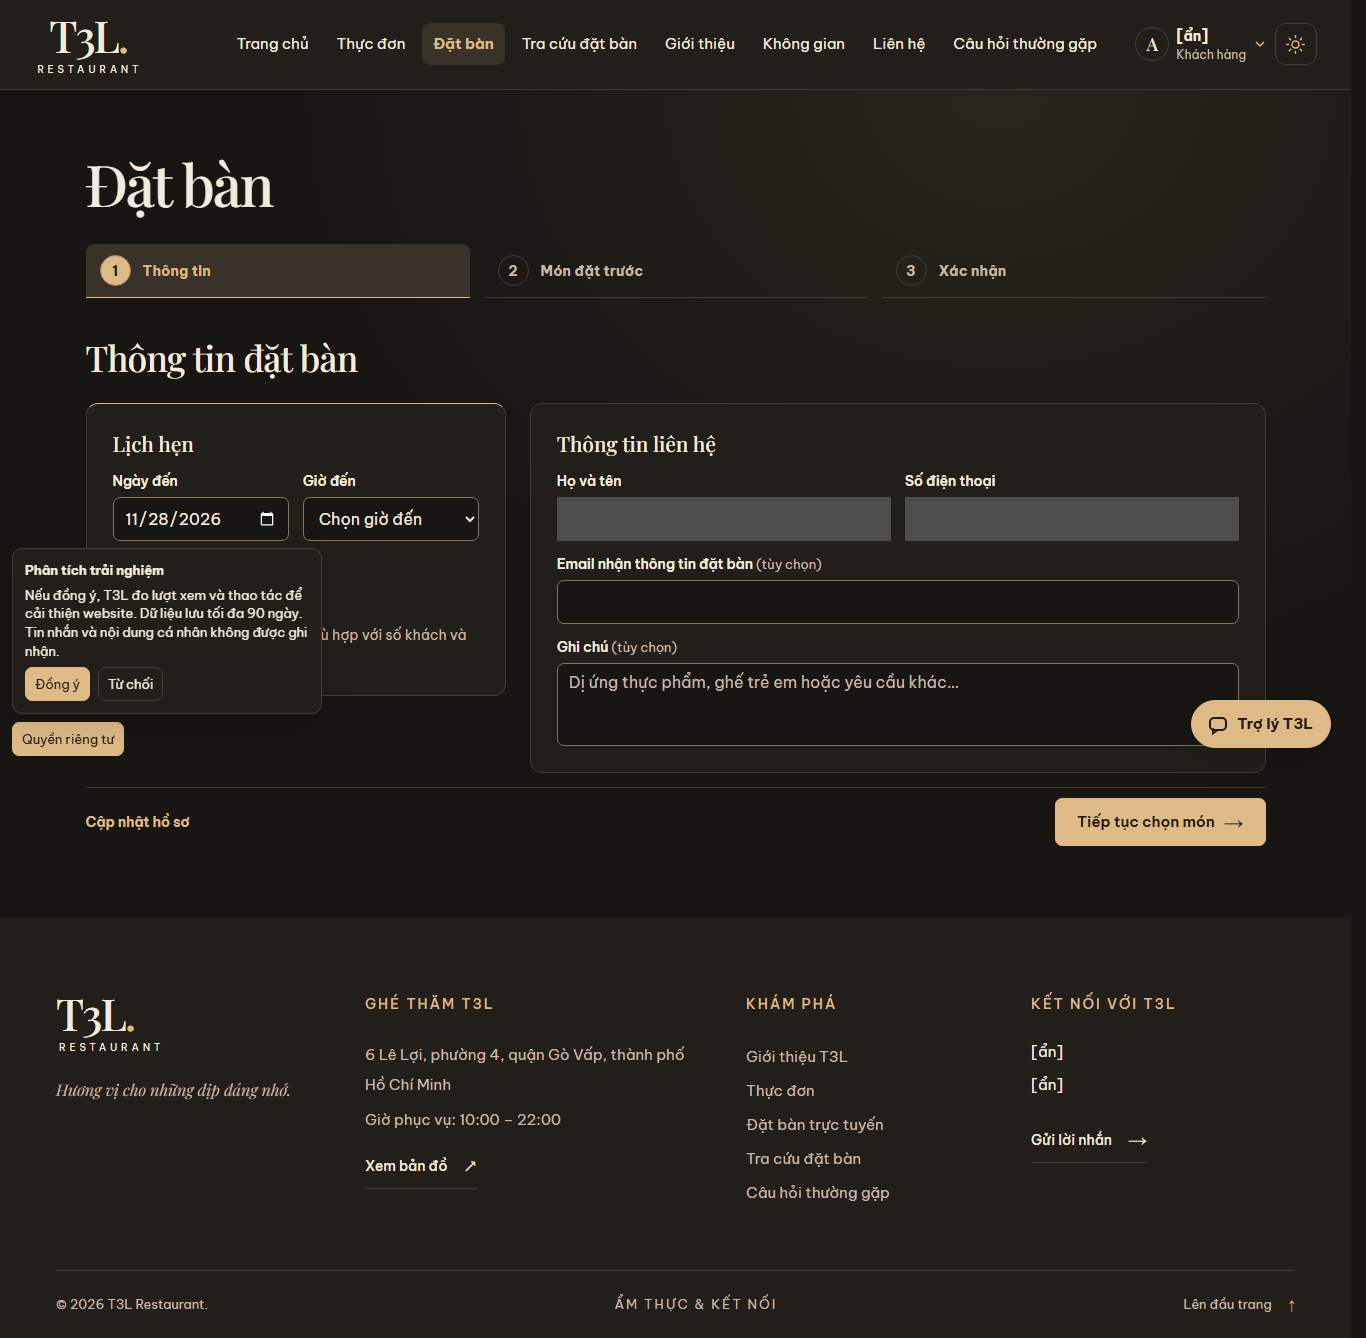 T3L.
RESTAURANT
Trang chủ
Thực đơn
Đặt bàn
Tra cứu đặt bàn
Giới thiệu
Không gian
Liên hệ
Câu hỏi thường gặp
A
[ẩn]
Khách hàng
Đặt bàn
1 Thông tin
2 Món đặt trước
3 Xác nhận
Thông tin đặt bàn
Lịch hẹn
Ngày đến
Giờ đến
11/28/2026
Chọn giờ đến
ù hợp với số khách và
Phân tích trải nghiệm
Nếu đồng ý, T3L đo lượt xem và thao tác để
cải thiện website. Dữ liệu lưu tối đa 90 ngày.
Tin nhắn và nội dung cá nhân không được ghi
nhận.
Đồng ý
Từ chối
Quyền riêng tư
Thông tin liên hệ
Họ và tên
Số điện thoại
Email nhận thông tin đặt bàn (tùy chọn)
Ghi chú (tùy chọn)
Dị ứng thực phẩm, ghế trẻ em hoặc yêu cầu khác...
Trợ lý T3L
Cập nhật hồ sơ
Tiếp tục chọn món →
T3L.
RESTAURANT
Hương vị cho những dịp đáng nhớ.
GHÉ THĂM T3L
6 Lê Lợi, phường 4, quận Gò Vấp, thành phố
Hồ Chí Minh
Giờ phục vụ: 10:00 – 22:00
Xem bản đồ ↗
KHÁM PHÁ
Giới thiệu T3L
Thực đơn
Đặt bàn trực tuyến
Tra cứu đặt bàn
Câu hỏi thường gặp
KẾT NỐI VỚI T3L
[ẩn]
[ẩn]
Gửi lời nhắn →
© 2026 T3L Restaurant.
ẨM THỰC & KẾT NỐI
Lên đầu trang ↑